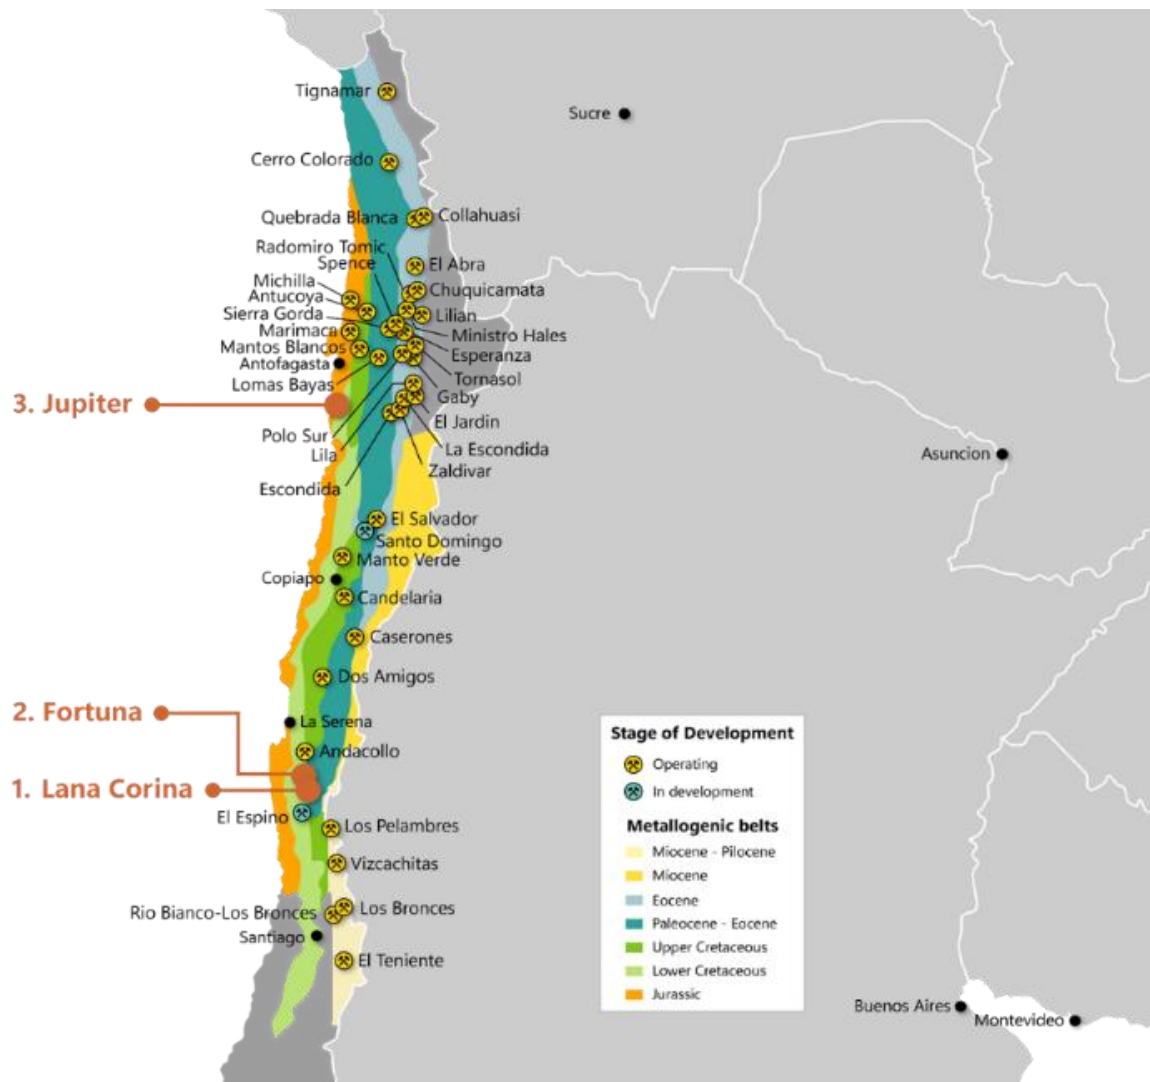 Tignamar
Sucre
Cerro Colorado
Quebrada Blanca
Collahuasi
Radomiro Tomic
Spence
El Abra
Michilla
Chuquicamata
Antucoya
Sierra Gorda
Lilian
Marimaca
Ministro Hales
Mantos Blancos
Esperanza
Antofagasta
Tornasol
Lomas Bayas
Gaby
3. Jupiter
El Jardin
Polo Sur
La Escondida
Lila
Asuncion
Zaldivar
Escondida
El Salvador
Santo Domingo
Manto Verde
Copiapo
Candelaria
Caserones
Dos Amigos
2. Fortuna
La Serena
Andacollo
1. Lana Corina
El Espino
Los Pelambres
Vizcachitas
Rio Bianco-Los Bronces
Los Bronces
Santiago
El Teniente
Stage of Development
Operating
In development
Metallogenic belts
Miocene - Pilocene
Miocene
Eocene
Paleocene - Eocene
Upper Cretaceous
Lower Cretaceous
Jurassic
Buenos Aires
Montevideo